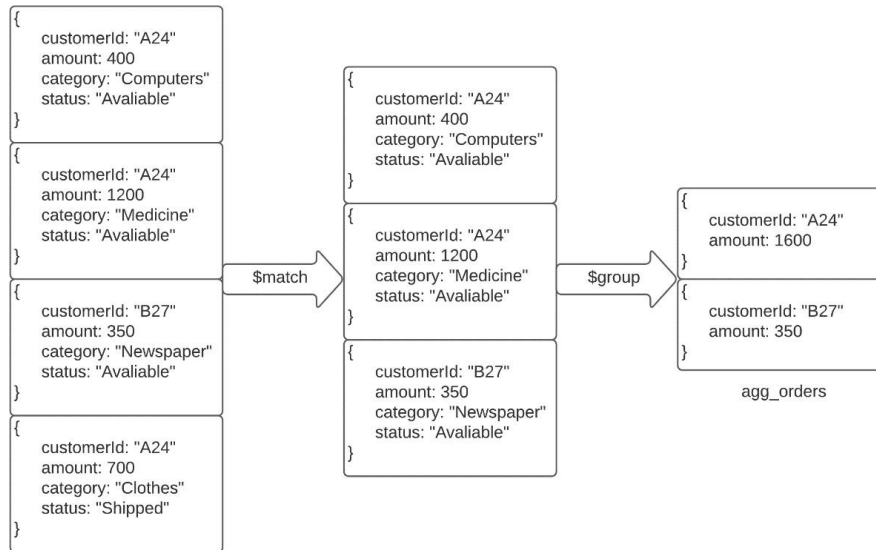 {
customerId: "A24"
amount: 400
category: "Computers"
status: "Avaliable"
}
{
customerId: "A24"
amount: 1200
category: "Medicine"
status: "Avaliable"
}
{
customerId: "B27"
amount: 350
category: "Newspaper"
status: "Avaliable"
}
{
customerId: "A24"
amount: 700
category: "Clothes"
status: "Shipped"
}
$match
{
customerId: "A24"
amount: 400
category: "Computers"
status: "Avaliable"
}
{
customerId: "A24"
amount: 1200
category: "Medicine"
status: "Avaliable"
}
{
customerId: "B27"
amount: 350
category: "Newspaper"
status: "Avaliable"
}
$group
{
customerId: "A24"
amount: 1600
}
{
customerId: "B27"
amount: 350
}
agg_orders